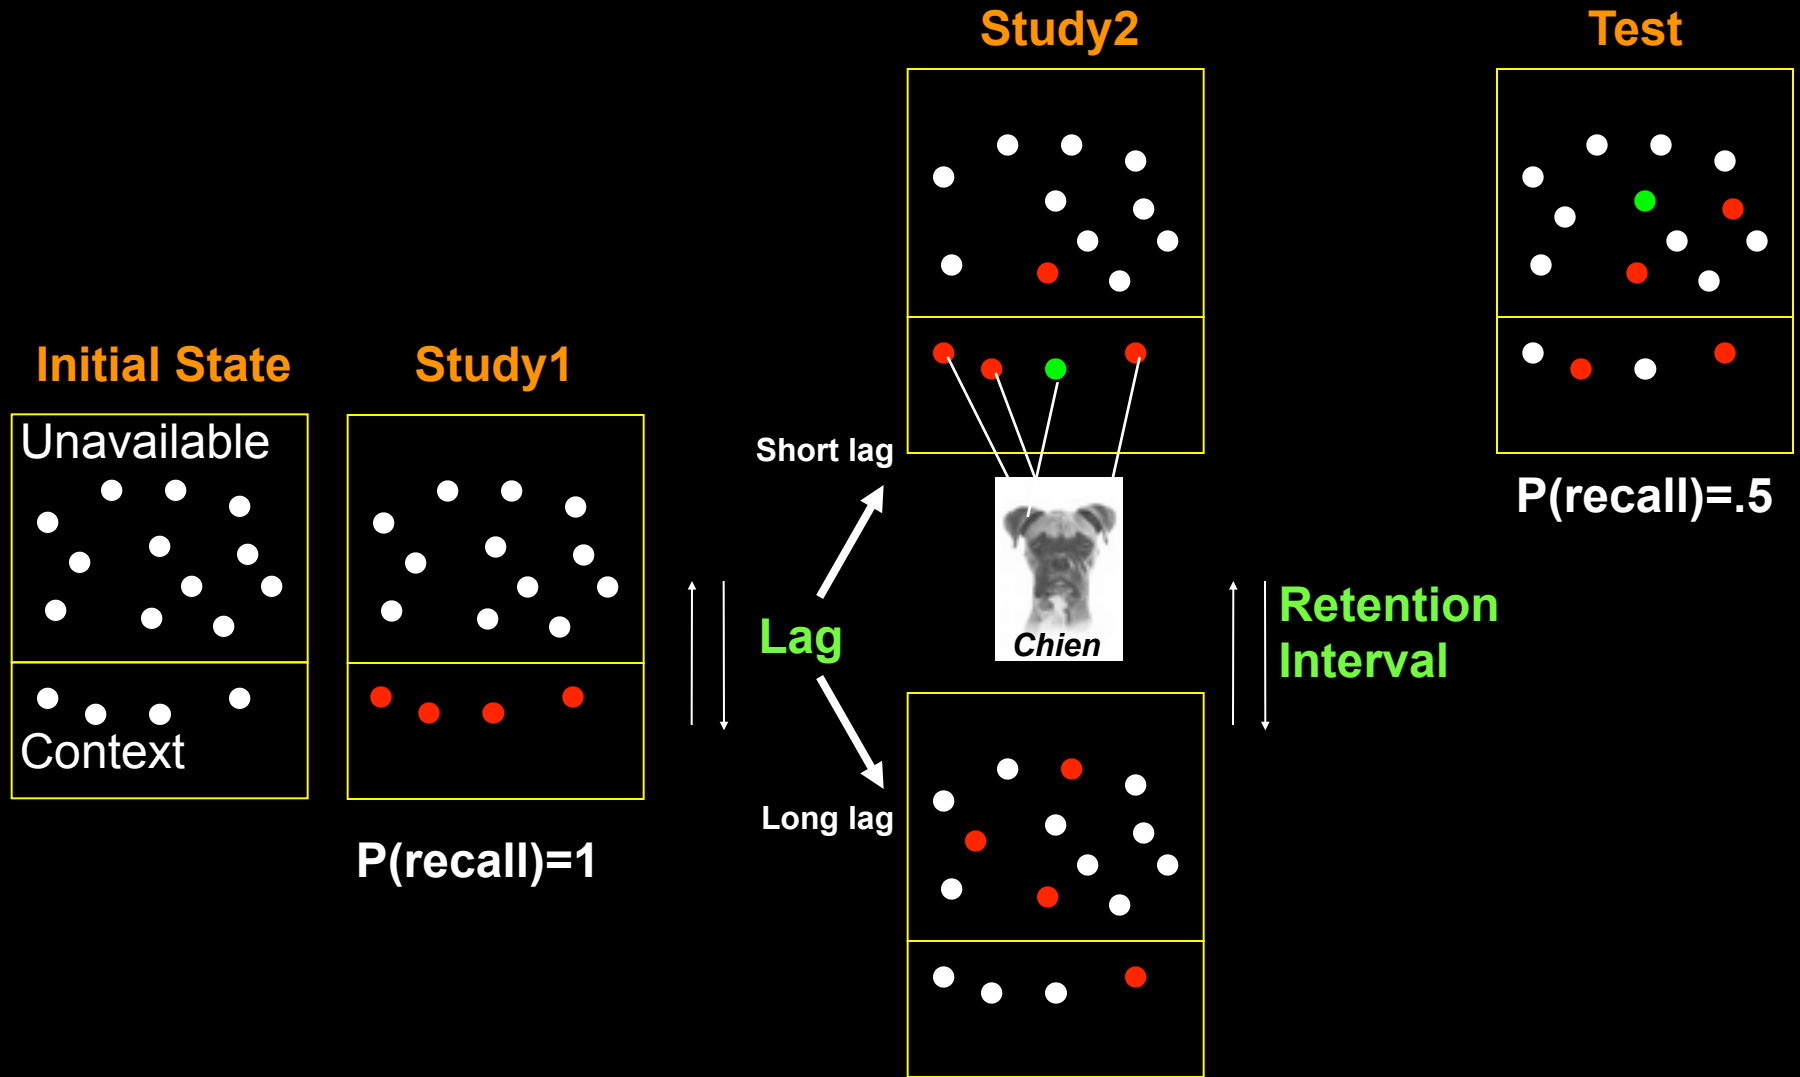 Study2
Test
Initial State
Study1
Unavailable
Context
P(recall)=1
Short lag
Lag
Long lag
Chien
Retention
Interval
P(recall)=.5